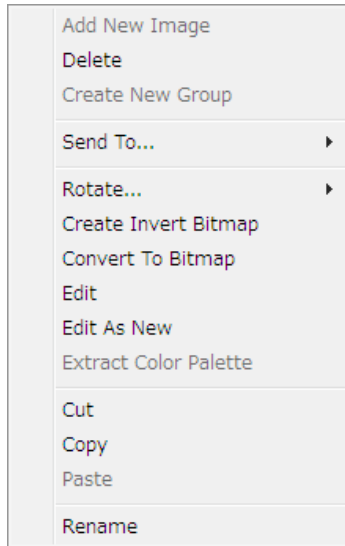 Add New Image
Delete
Create New Group
Send To...
Rotate...
Create Invert Bitmap
Convert To Bitmap
Edit
Edit As New
Extract Color Palette
Cut
Copy
Paste
Rename